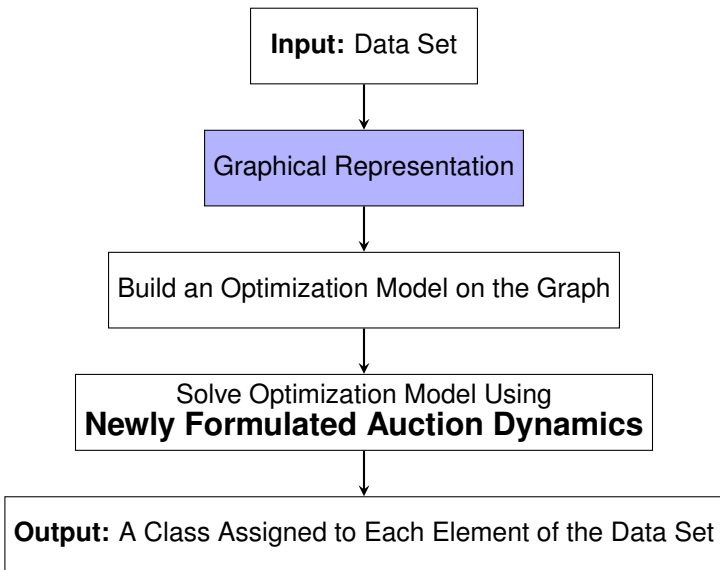 Input: Data Set
Graphical Representation
Build an Optimization Model on the Graph
Solve Optimization Model Using
Newly Formulated Auction Dynamics
Output: A Class Assigned to Each Element of the Data Set